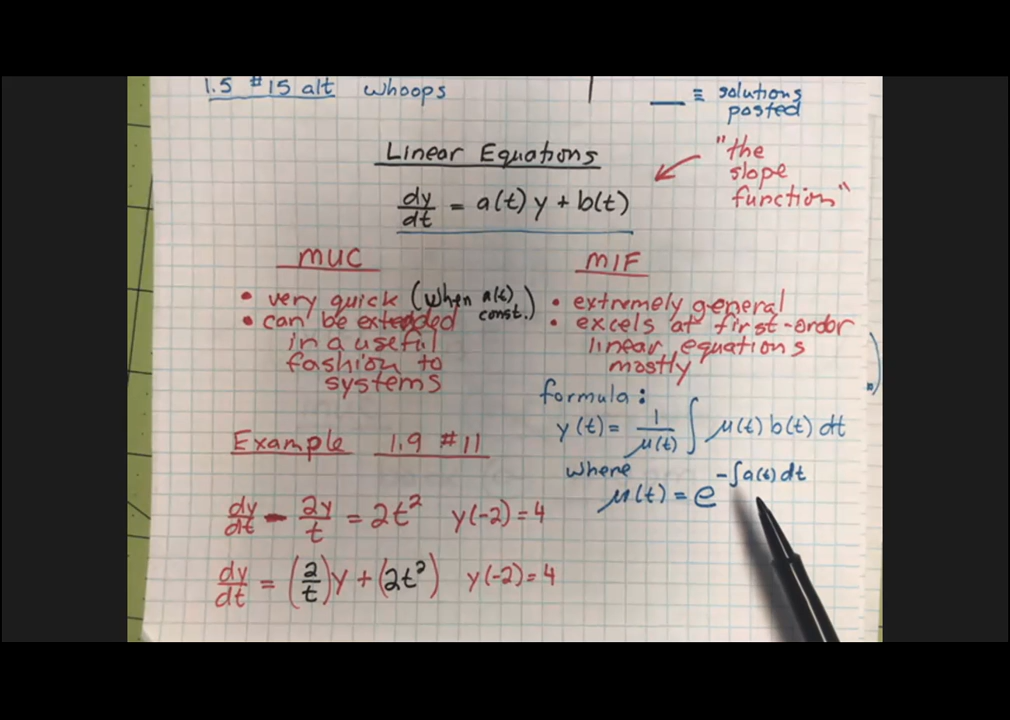 1.5 #15 alt whoops
___ ≡ solutions
posted
Linear Equations
"the
slope
function"
dy/dt = a(t) y + b(t)
MUC
• very quick (when a(t)
const.)
• can be extended
in a useful
fashion to
systems
MIF
• extremely general
• excels at first-order
linear equations
mostly
formula:
y(t) = 1/μ(t) ∫ μ(t) b(t) dt
where
μ(t) = e^(-∫a(t) dt)
Example 1.9 #11
dy/dt - 2y/t = 2t² y(-2) = 4
dy/dt = (2/t)y + (2t²) y(-2) = 4